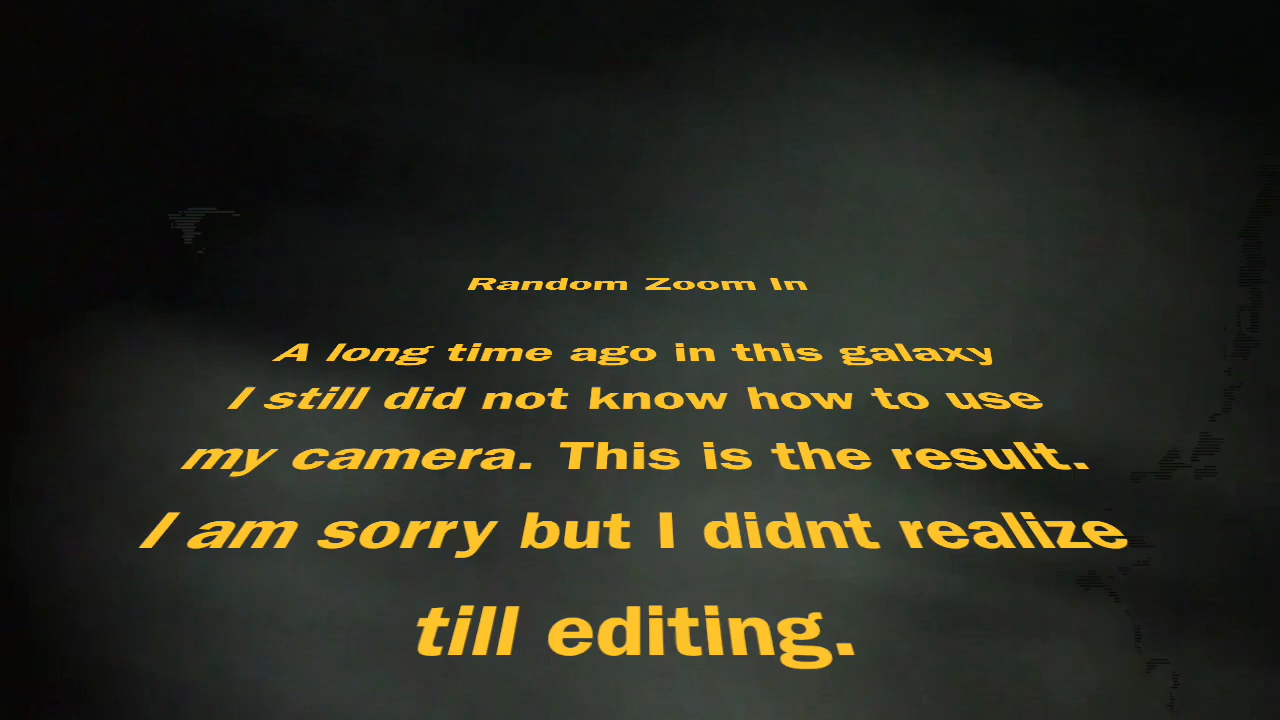 Random Zoom In
A long time ago in this galaxy
I still did not know how to use
my camera. This is the result.
I am sorry but I didnt realize
till editing.